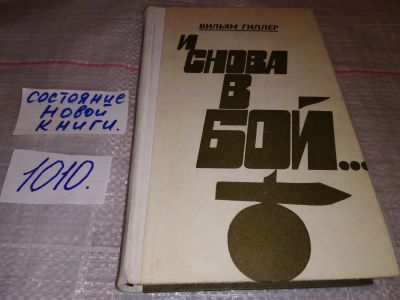 ВИЛЬЯМ ГИЛЛЕР
И
СНОВА
В
БОЙ...
состояние
новой
книги.
1010.